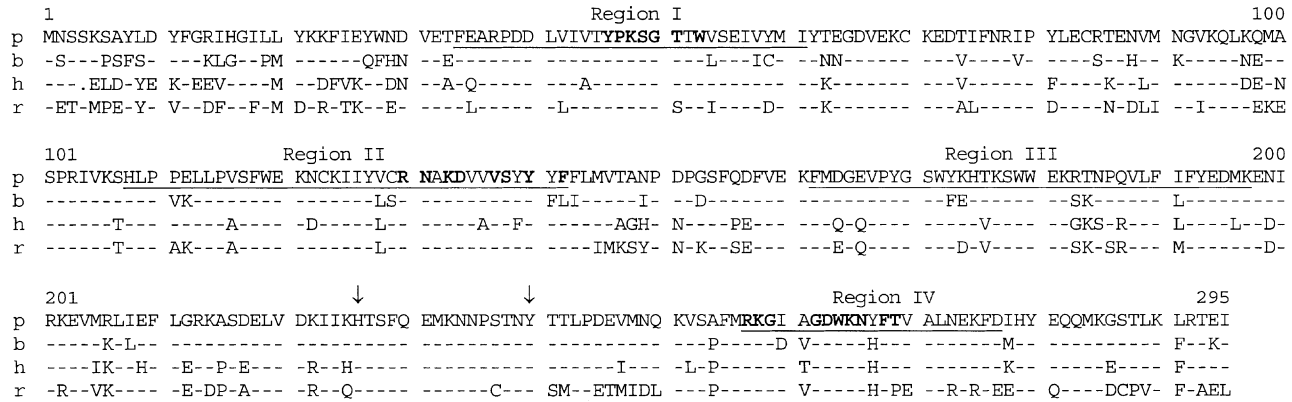 1 Region I 100
p MNSSKSAYLD YFGRIHGILL YKKFIEYWND VETFEARPDD LVIVTYPKSG TTWVSEIVYM IYTEGDVEKC KEDTIFNRIP YLECRTENVM NGVKQLKQMA
b -S---PSFS- ---KLG--PM -----QFHN- --E------- ---------- ----L---IC --NN------ ---V----V- ---S--H--- K-----NE--
h ----.ELD-YE K-EEV----M --DFVK--DN --A-Q----- ---A------ ---------- ---K------ ---V------ F---K--L-- ------DE-N
r -ET-MPE-Y- V--DF--F-M D-R-TK--E- ----L----- --L------- -S--I---D- ---K------ ---AL----- D---N-DLI- --I----EKE
101 Region II Region III 200
p SPRIVKSHLP PELLPVSFWE KNCKIIYVCR NAKDVVVSYY YFFLMVTANP DPGSFQDFVE KFMDGEVPYG SWYKHTKSWW EKRTNPQVLF IFYEDMKENI
b ---------- -VK------- ------LS-- ---------- FLI----I-- --D------- ---------- --FE------ ---SK----- L---------
h ------T--- -----A---- --D---L--- ----A--F-- -----AGH- N---PE---- --Q-Q----- ----V----- --GKS-R--- L-----L-D-
r ------T--- AK---A---- ------L--- ---------- ---IMKSY- N-K--SE--- --D-Q----- --D-V----- --SK-SR--- M-------D-
201 ↓ ↓ Region IV 295
p RKEVMRLIEF LGRKASDELV DKIIKHTSFQ EMKNNPSTNY TTLPDEVMNQ KVSAFMRKGI AGDWKNYFTV ALNEKFDIHY EQQMKGSTLK LRTEI
b ----R-L--- ---------- ---------- ---------- ---------- ----P----D V----H---- ------M--- ---------- F--K-
h ---IK--H-- -E--P-E--- -R--H----- ---------- ------I--- --L-P----- T----H---- ------K--- -----E---- F---
r -R--VK---- -E-DP-A--- -R--Q----- ------C--- SM--ETMIDL ----P----- V----H-PE- -R-R-EE--- Q----DCPV- F-AEL